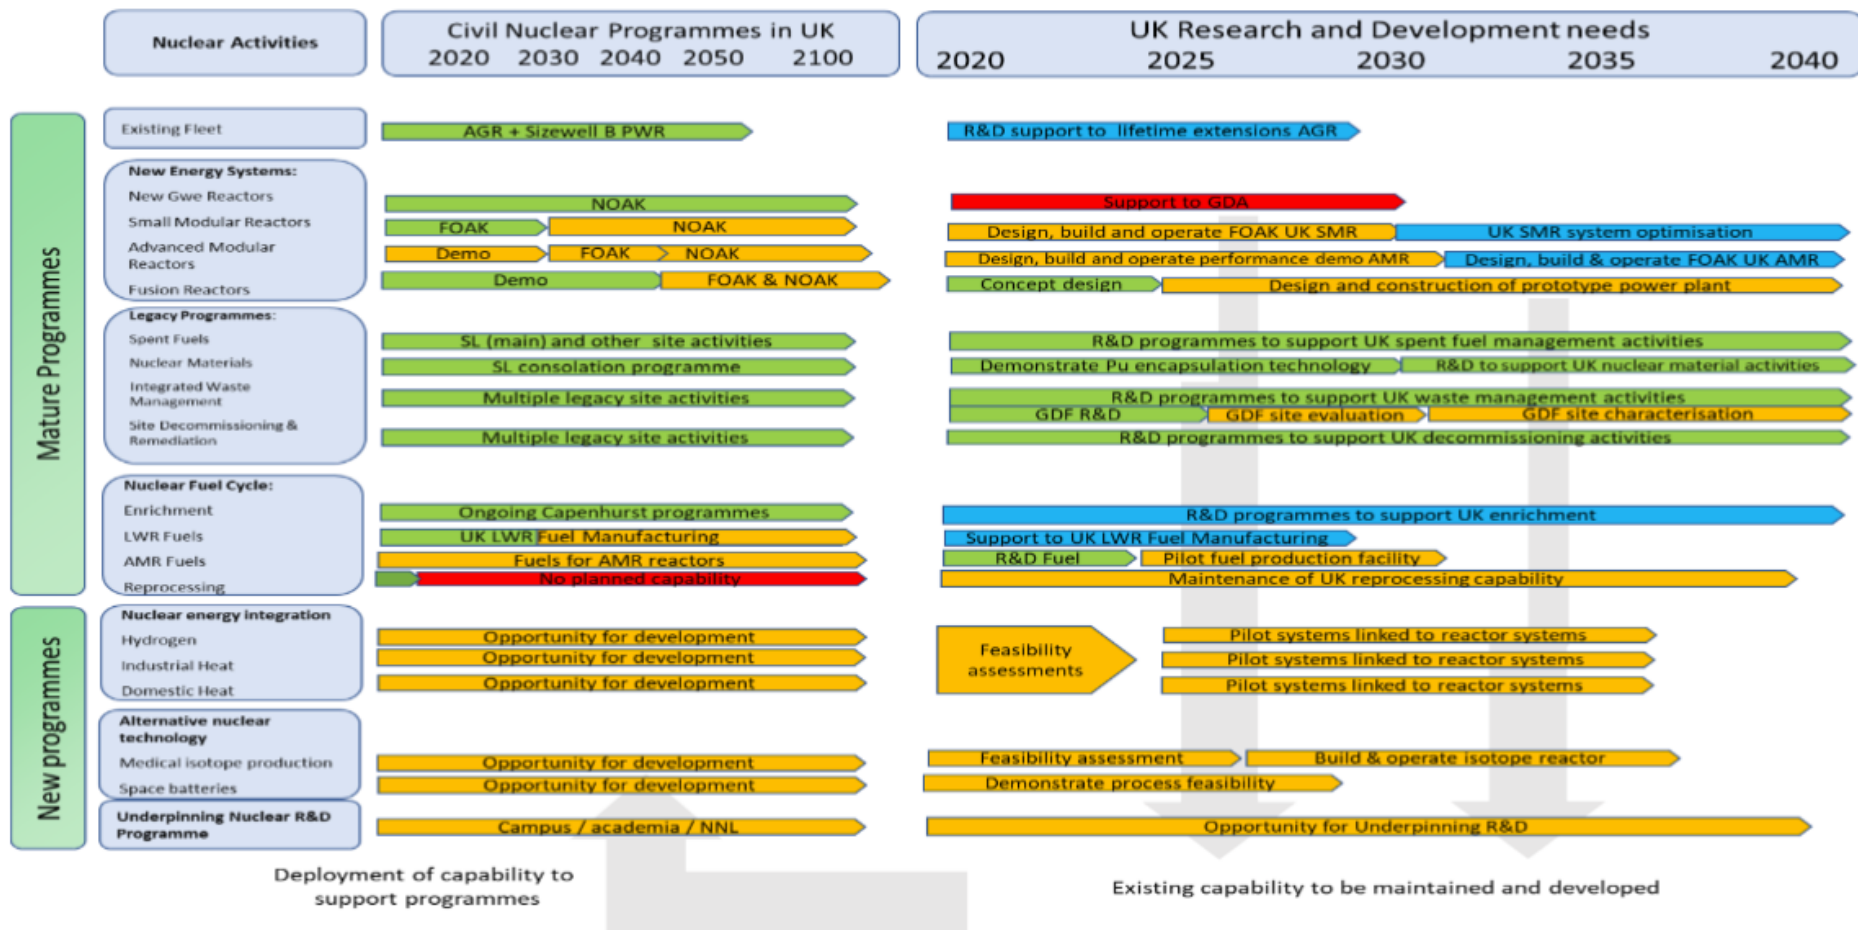 Nuclear Activities
Civil Nuclear Programmes in UK
2020 2030 2040 2050 2100
UK Research and Development needs
2020 2025 2030 2035 2040
Mature Programmes
Existing Fleet
AGR + Sizewell B PWR
R&D support to lifetime extensions AGR
New Energy Systems:
New Gwe Reactors
NOAK
Support to GDA
Small Modular Reactors
FOAK
NOAK
Design, build and operate FOAK UK SMR
UK SMR system optimisation
Advanced Modular
Reactors
Demo
FOAK
NOAK
Design, build and operate performance demo AMR
Design, build & operate FOAK UK AMR
Fusion Reactors
Demo
FOAK & NOAK
Concept design
Design and construction of prototype power plant
Legacy Programmes:
Spent Fuels
SL (main) and other site activities
R&D programmes to support UK spent fuel management activities
Nuclear Materials
SL consolation programme
Demonstrate Pu encapsulation technology
R&D to support UK nuclear material activities
Integrated Waste
Management
Multiple legacy site activities
R&D programmes to support UK waste management activities
GDF R&D
GDF site evaluation
GDF site characterisation
Site Decommissioning &
Remediation
Multiple legacy site activities
R&D programmes to support UK decommissioning activities
Nuclear Fuel Cycle:
Enrichment
Ongoing Capenhurst programmes
R&D programmes to support UK enrichment
LWR Fuels
UK LWR Fuel Manufacturing
Support to UK LWR Fuel Manufacturing
AMR Fuels
Fuels for AMR reactors
R&D Fuel
Pilot fuel production facility
Reprocessing
No planned capability
Maintenance of UK reprocessing capability
New programmes
Nuclear energy integration
Hydrogen
Opportunity for development
Feasibility
assessments
Pilot systems linked to reactor systems
Industrial Heat
Opportunity for development
Pilot systems linked to reactor systems
Domestic Heat
Opportunity for development
Pilot systems linked to reactor systems
Alternative nuclear
technology
Medical isotope production
Opportunity for development
Feasibility assessment
Build & operate isotope reactor
Space batteries
Opportunity for development
Demonstrate process feasibility
Underpinning Nuclear R&D
Programme
Campus / academia / NNL
Opportunity for Underpinning R&D
Deployment of capability to
support programmes
Existing capability to be maintained and developed